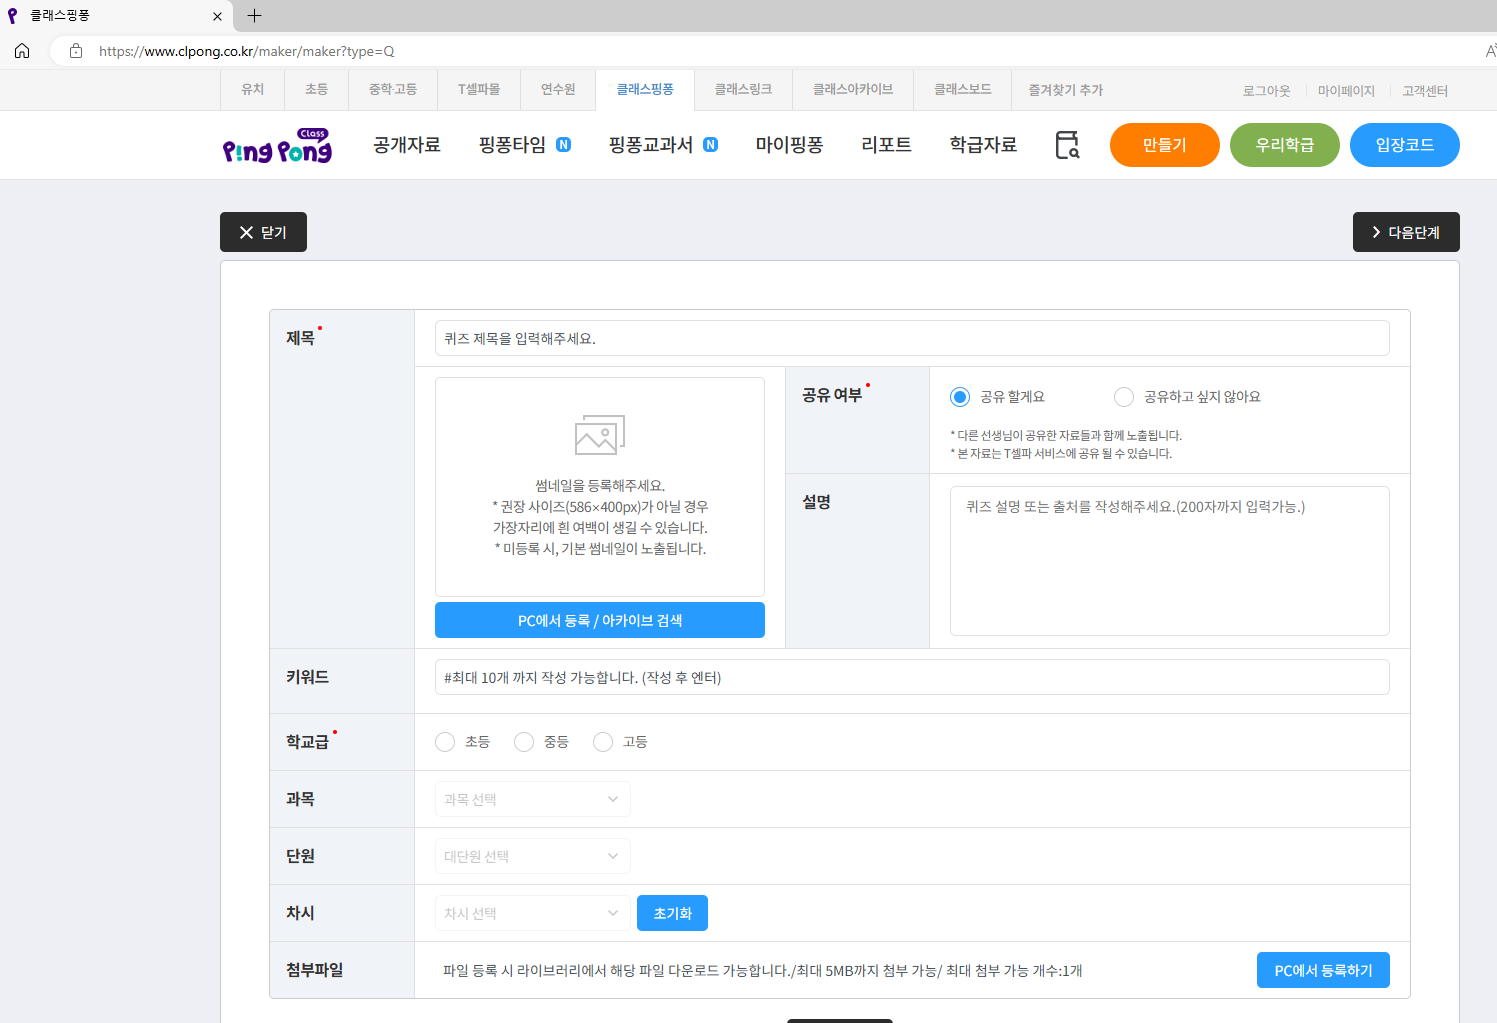 클래스핑퐁
https://www.clpong.co.kr/maker/maker?type=Q
유치 초등 중학·고등 T셀파몰 연수원 클래스핑퐁 클래스링크 클래스아카이브 클래스보드 즐겨찾기 추가 로그아웃 마이페이지 고객센터
Class
Ping Pong 공개자료 핑퐁타임 N 핑퐁교과서 N 마이핑퐁 리포트 학급자료 만들기 우리학급 입장코드
닫기 다음단계
제목 퀴즈 제목을 입력해주세요.
공유 여부 공유 할게요 공유하고 싶지 않아요
* 다른 선생님이 공유한 자료들과 함께 노출됩니다.
* 본 자료는 T셀파 서비스에 공유 될 수 있습니다.
썸네일을 등록해주세요.
* 권장 사이즈(586×400px)가 아닐 경우
가장자리에 흰 여백이 생길 수 있습니다.
* 미등록 시, 기본 썸네일이 노출됩니다.
PC에서 등록 / 아카이브 검색
설명 퀴즈 설명 또는 출처를 작성해주세요.(200자까지 입력가능.)
키워드 #최대 10개 까지 작성 가능합니다. (작성 후 엔터)
학교급 초등 중등 고등
과목 과목 선택
단원 대단원 선택
차시 차시 선택 초기화
첨부파일 파일 등록 시 라이브러리에서 해당 파일 다운로드 가능합니다./최대 5MB까지 첨부 가능/ 최대 첨부 가능 개수:1개 PC에서 등록하기